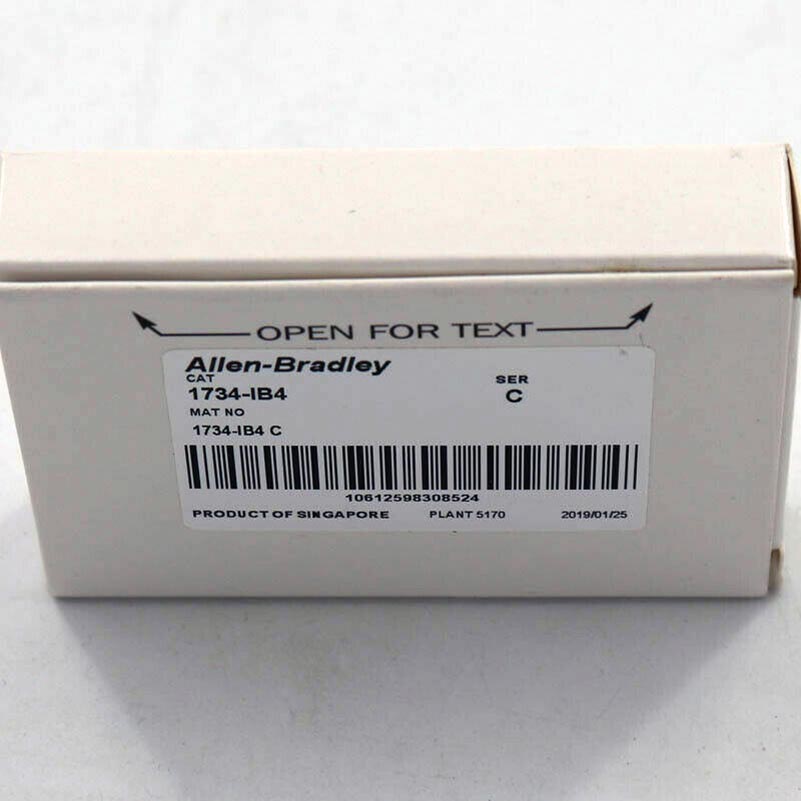 OPEN FOR TEXT
Allen-Bradley
CAT SER
1734-IB4 C
MAT NO
1734-IB4 C
10612598308524
PRODUCT OF SINGAPORE PLANT 5170 2019/01/25